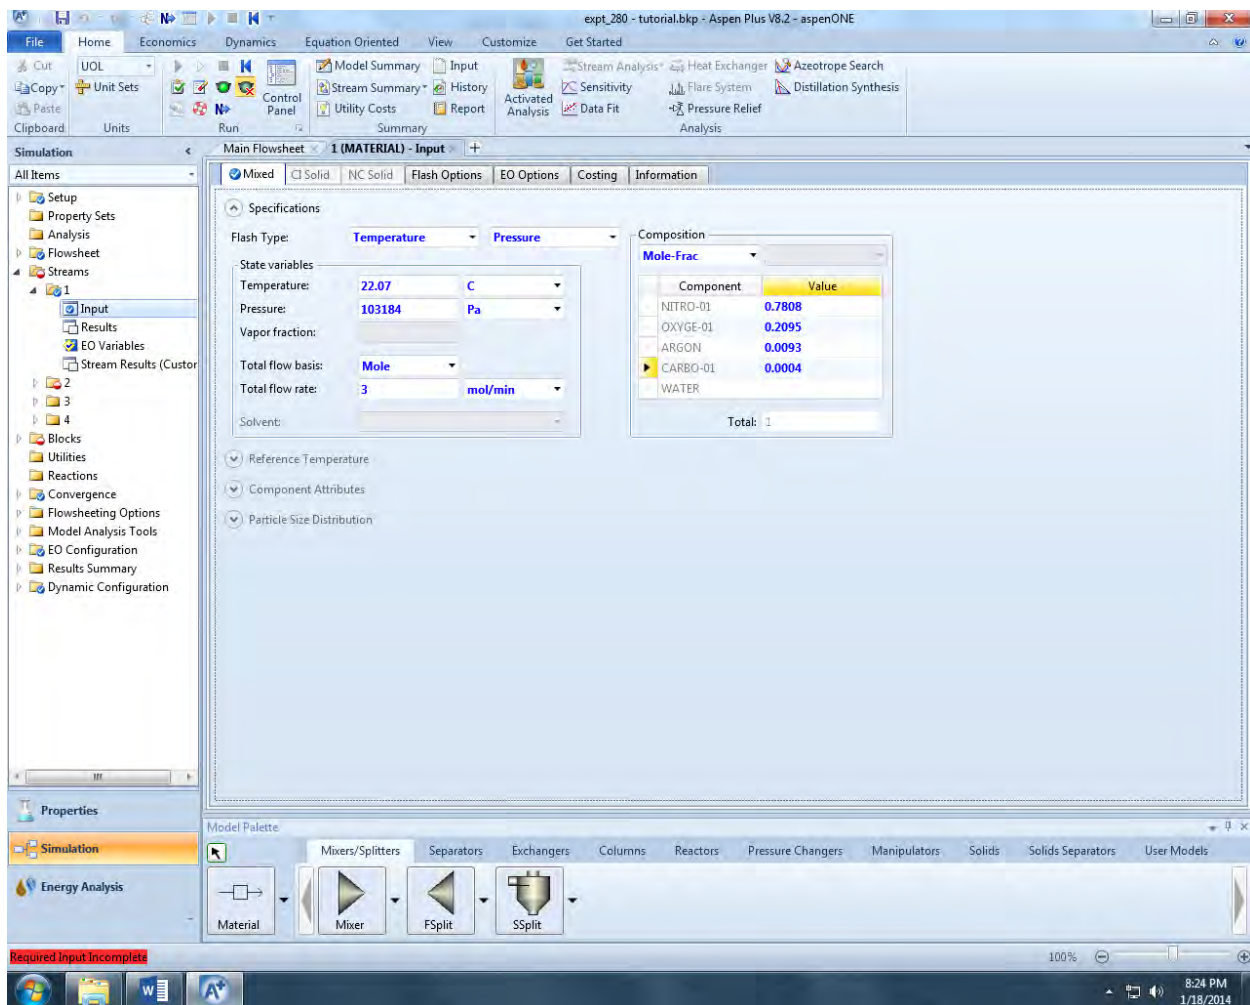 expt_280 - tutorial.bkp - Aspen Plus V8.2 - aspenONE
File Home Economics Dynamics Equation Oriented View Customize Get Started
Cut UOL Model Summary Input Stream Analysis Heat Exchanger Azeotrope Search
Copy Unit Sets Stream Summary History Sensitivity Flare System Distillation Synthesis
Paste Control Panel Utility Costs Report Activated Analysis Data Fit Pressure Relief
Clipboard Units Run Summary Analysis
Simulation Main Flowsheet 1 (MATERIAL) - Input
All Items
Setup
Property Sets
Analysis
Flowsheet
Streams
1
Input
Results
EO Variables
Stream Results (Custor
2
3
4
Blocks
Utilities
Reactions
Convergence
Flowsheeting Options
Model Analysis Tools
EO Configuration
Results Summary
Dynamic Configuration
Properties
Simulation
Energy Analysis
Mixed CI Solid NC Solid Flash Options EO Options Costing Information
Specifications
Flash Type: Temperature Pressure
State variables
Temperature: 22.07 C
Pressure: 103184 Pa
Vapor fraction:
Total flow basis: Mole
Total flow rate: 3 mol/min
Solvent:
Composition
Mole-Frac
Component Value
NITRO-01 0.7808
OXYGE-01 0.2095
ARGON 0.0093
CARBO-01 0.0004
WATER
Total: 1
Reference Temperature
Component Attributes
Particle Size Distribution
Model Palette
Mixers/Splitters Separators Exchangers Columns Reactors Pressure Changers Manipulators Solids Solids Separators User Models
Material Mixer FSplit SSplit
Required Input Incomplete 100%
8:24 PM
1/18/2014